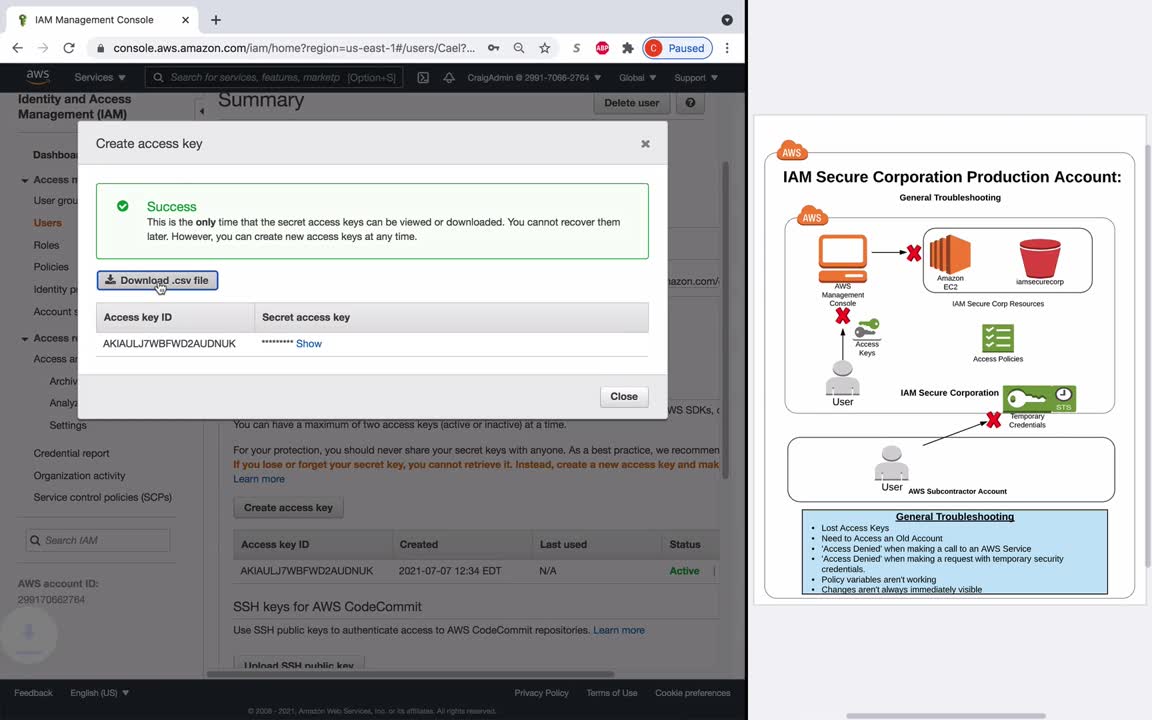 IAM Management Console
console.aws.amazon.com/iam/home?region=us-east-1#/users/Cael?...
S
ABP
C Paused
aws
Services
Search for services, features, marketp [Option+S]
CraigAdmin @ 2991-7066-2764
Global
Support
Identity and Access
Management (IAM)
Summary
Delete user
Dashboa
Access m
User grou
Users
Roles
Policies
Identity p
Account s
Access re
Access an
Archiv
Analyz
Settings
Credential report
Organization activity
Service control policies (SCPs)
Search IAM
AWS account ID:
299170662764
Create access key
Success
This is the only time that the secret access keys can be viewed or downloaded. You cannot recover them
later. However, you can create new access keys at any time.
Download .csv file
nazon.com/
Access key ID
Secret access key
AKIAULJ7WBFWD2AUDNUK
********* Show
Close
WS SDKs, c
You can have a maximum of two access keys (active or inactive) at a time.
For your protection, you should never share your secret keys with anyone. As a best practice, we recommen
If you lose or forget your secret key, you cannot retrieve it. Instead, create a new access key and mak
Learn more
Create access key
Access key ID
Created
Last used
Status
AKIAULJ7WBFWD2AUDNUK
2021-07-07 12:34 EDT
N/A
Active
SSH keys for AWS CodeCommit
Use SSH public keys to authenticate access to AWS CodeCommit repositories. Learn more
Upload SSH public key
Feedback
English (US)
Privacy Policy
Terms of Use
Cookie preferences
© 2008 - 2021, Amazon Web Services, Inc. or its affiliates. All rights reserved.
AWS
IAM Secure Corporation Production Account:
General Troubleshooting
AWS
AWS
Management
Console
Amazon
EC2
iamsecurecorp
IAM Secure Corp Resources
Access
Keys
Access Policies
User
IAM Secure Corporation
STS
Temporary
Credentials
User
AWS Subcontractor Account
General Troubleshooting
• Lost Access Keys
• Need to Access an Old Account
• 'Access Denied' when making a call to an AWS Service
• 'Access Denied' when making a request with temporary security
credentials.
• Policy variables aren't working
• Changes aren't always immediately visible